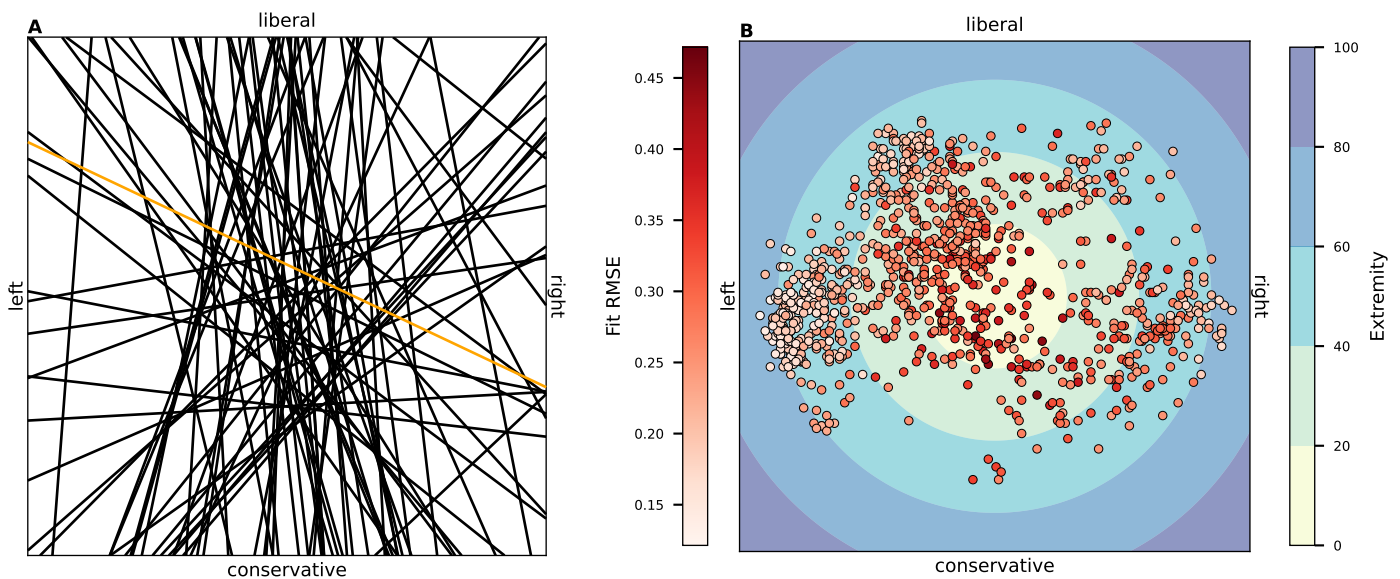 A
liberal
left
right
conservative
Fit RMSE
0.45
0.40
0.35
0.30
0.25
0.20
0.15
B
liberal
left
right
conservative
100
80
60
40
20
0
Extremity